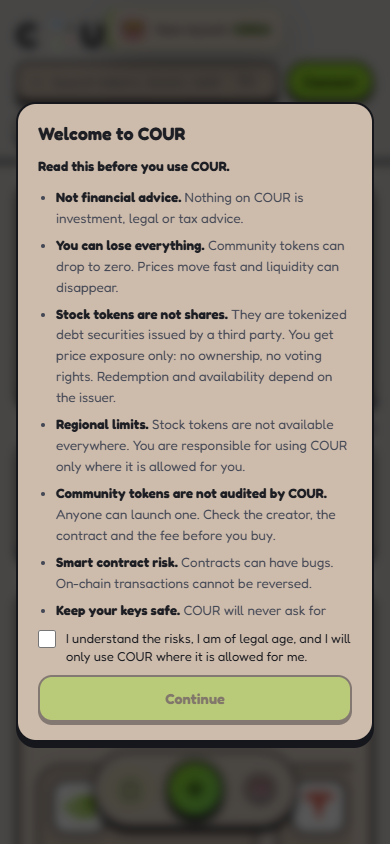 Welcome to COUR
Read this before you use COUR.
• Not financial advice. Nothing on COUR is
investment, legal or tax advice.
• You can lose everything. Community tokens can
drop to zero. Prices move fast and liquidity can
disappear.
• Stock tokens are not shares. They are tokenized
debt securities issued by a third party. You get
price exposure only: no ownership, no voting
rights. Redemption and availability depend on
the issuer.
• Regional limits. Stock tokens are not available
everywhere. You are responsible for using COUR
only where it is allowed for you.
• Community tokens are not audited by COUR.
Anyone can launch one. Check the creator, the
contract and the fee before you buy.
• Smart contract risk. Contracts can have bugs.
On-chain transactions cannot be reversed.
• Keep your keys safe. COUR will never ask for
I understand the risks, I am of legal age, and I will
only use COUR where it is allowed for me.
Continue